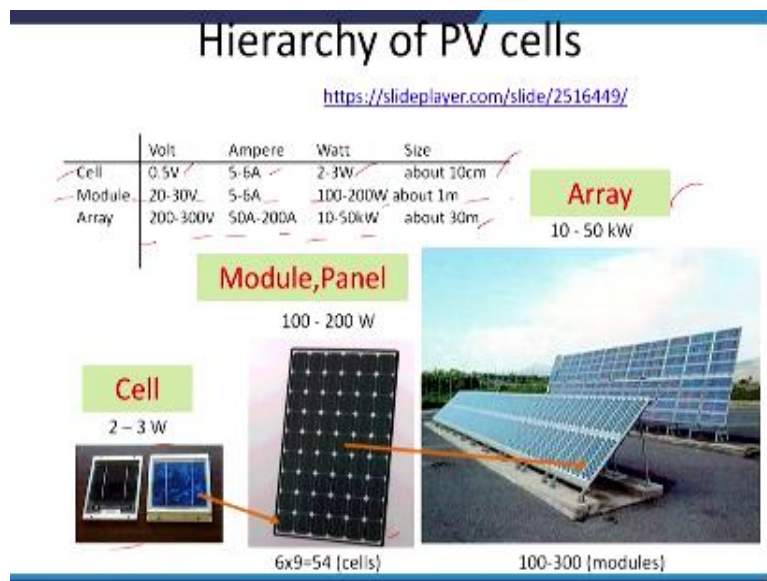 Hierarchy of PV cells
https://slideplayer.com/slide/2516449/
Volt Ampere Watt Size
Cell 0.5V 5-6A 2-3W about 10cm
Module 20-30V 5-6A 100-200W about 1m
Array 200-300V 50A-200A 10-50kW about 30m
Array
10 - 50 kW
Module,Panel
100 - 200 W
Cell
2 – 3 W
6x9=54 (cells)
100-300 (modules)